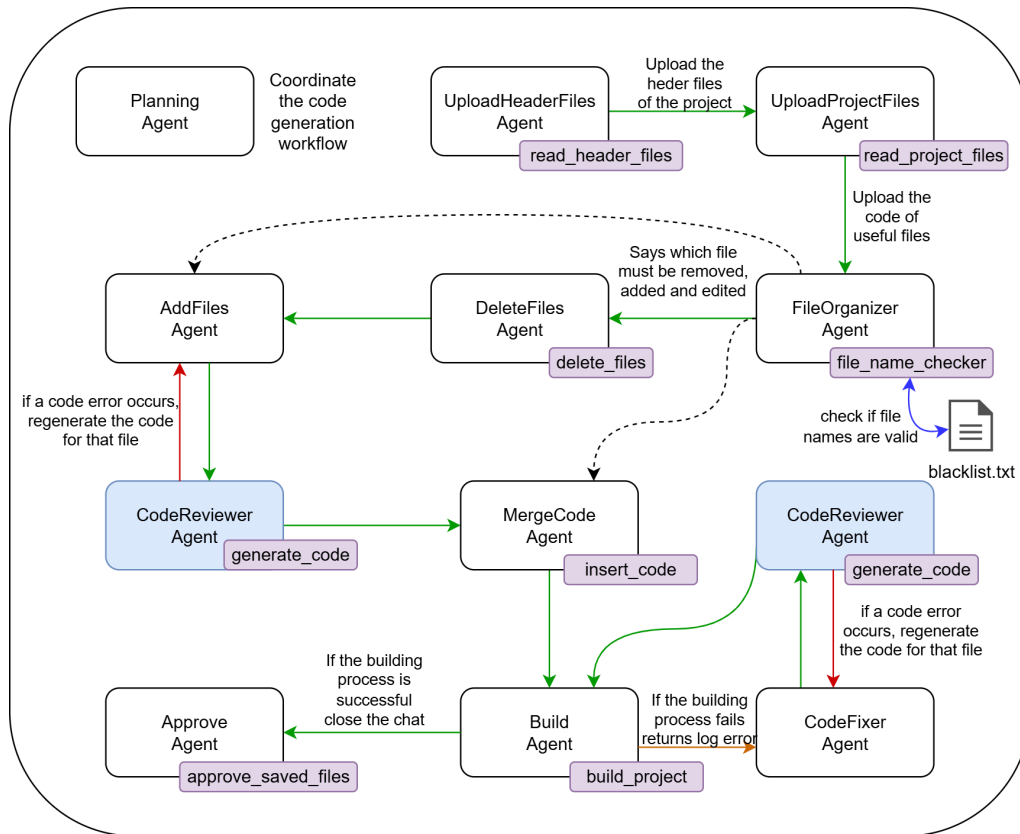 Planning
Agent
Coordinate
the code
generation
workflow
UploadHeaderFiles
Agent
read_header_files
Upload the
heder files
of the project
UploadProjectFiles
Agent
read_project_files
Upload the
code of
useful files
AddFiles
Agent
DeleteFiles
Agent
delete_files
Says which file
must be removed,
added and edited
FileOrganizer
Agent
file_name_checker
check if file
names are valid
blacklist.txt
if a code error occurs,
regenerate the code
for that file
CodeReviewer
Agent
generate_code
MergeCode
Agent
insert_code
CodeReviewer
Agent
generate_code
if a code error
occurs, regenerate
the code for that file
Approve
Agent
approve_saved_files
If the building
process is
successful
close the chat
Build
Agent
build_project
If the building
process fails
returns log error
CodeFixer
Agent